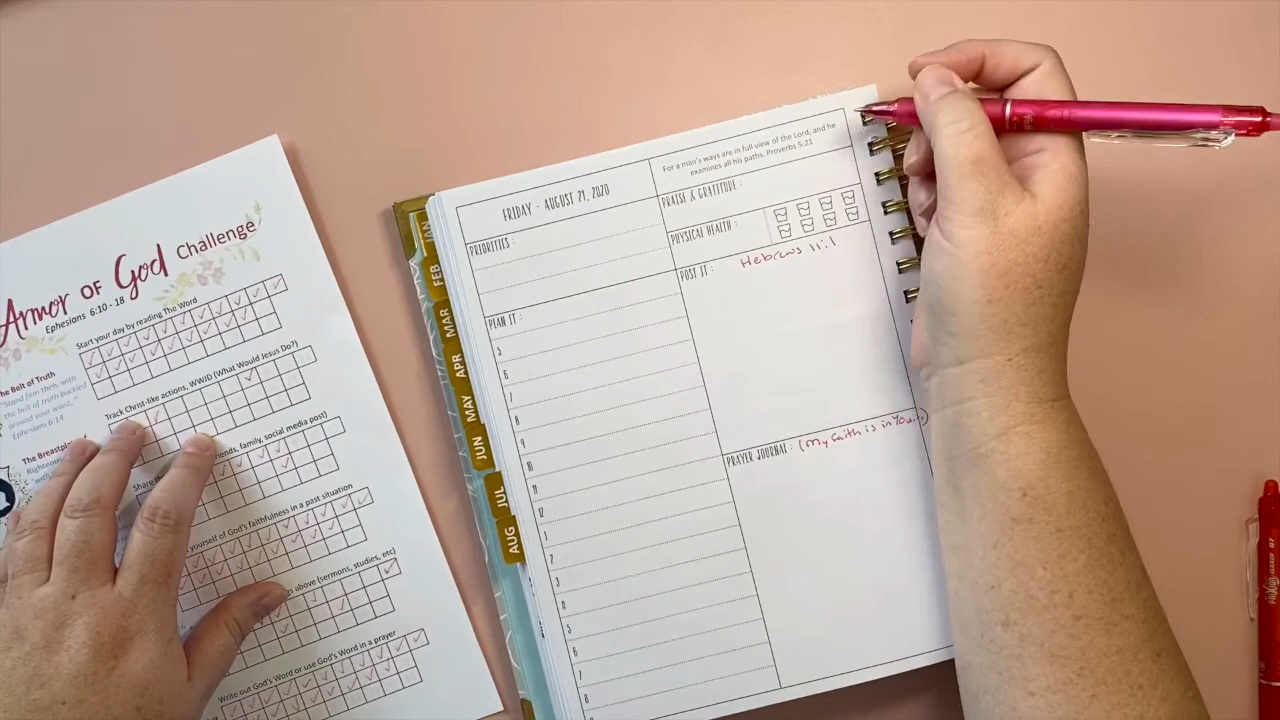 Armor OF God Challenge
Ephesians 6:10 - 18
Start your day by reading The Word
he Belt of Truth
"Stand firm then, with
the belt of truth buckled
around your waist,"
Ephesians 6:14
Track Christ-like actions, WWJD (What Would Jesus Do?)
The Breastpl
Righteou
Share th
friends, family, social media post)
yourself of God's faithfulness in a past situation
above (sermons, studies, etc)
Write out God's Word or use God's Word in a prayer
JAN
FEB
MAR
APR
MAY
JUN
JUL
AUG
FRIDAY - AUGUST 21, 2020
For a man's ways are in full view of the Lord, and he
examines all his paths. Proverbs 5:21
PRIORITIES :
PRAISE & GRATITUDE :
PHYSICAL HEALTH :
PLAN IT :
5
6
7
8
9
10
11
12
1
2
3
4
5
6
7
8
POST IT :
Hebrews 11:1
PRAYER JOURNAL :
(My faith is in You...)